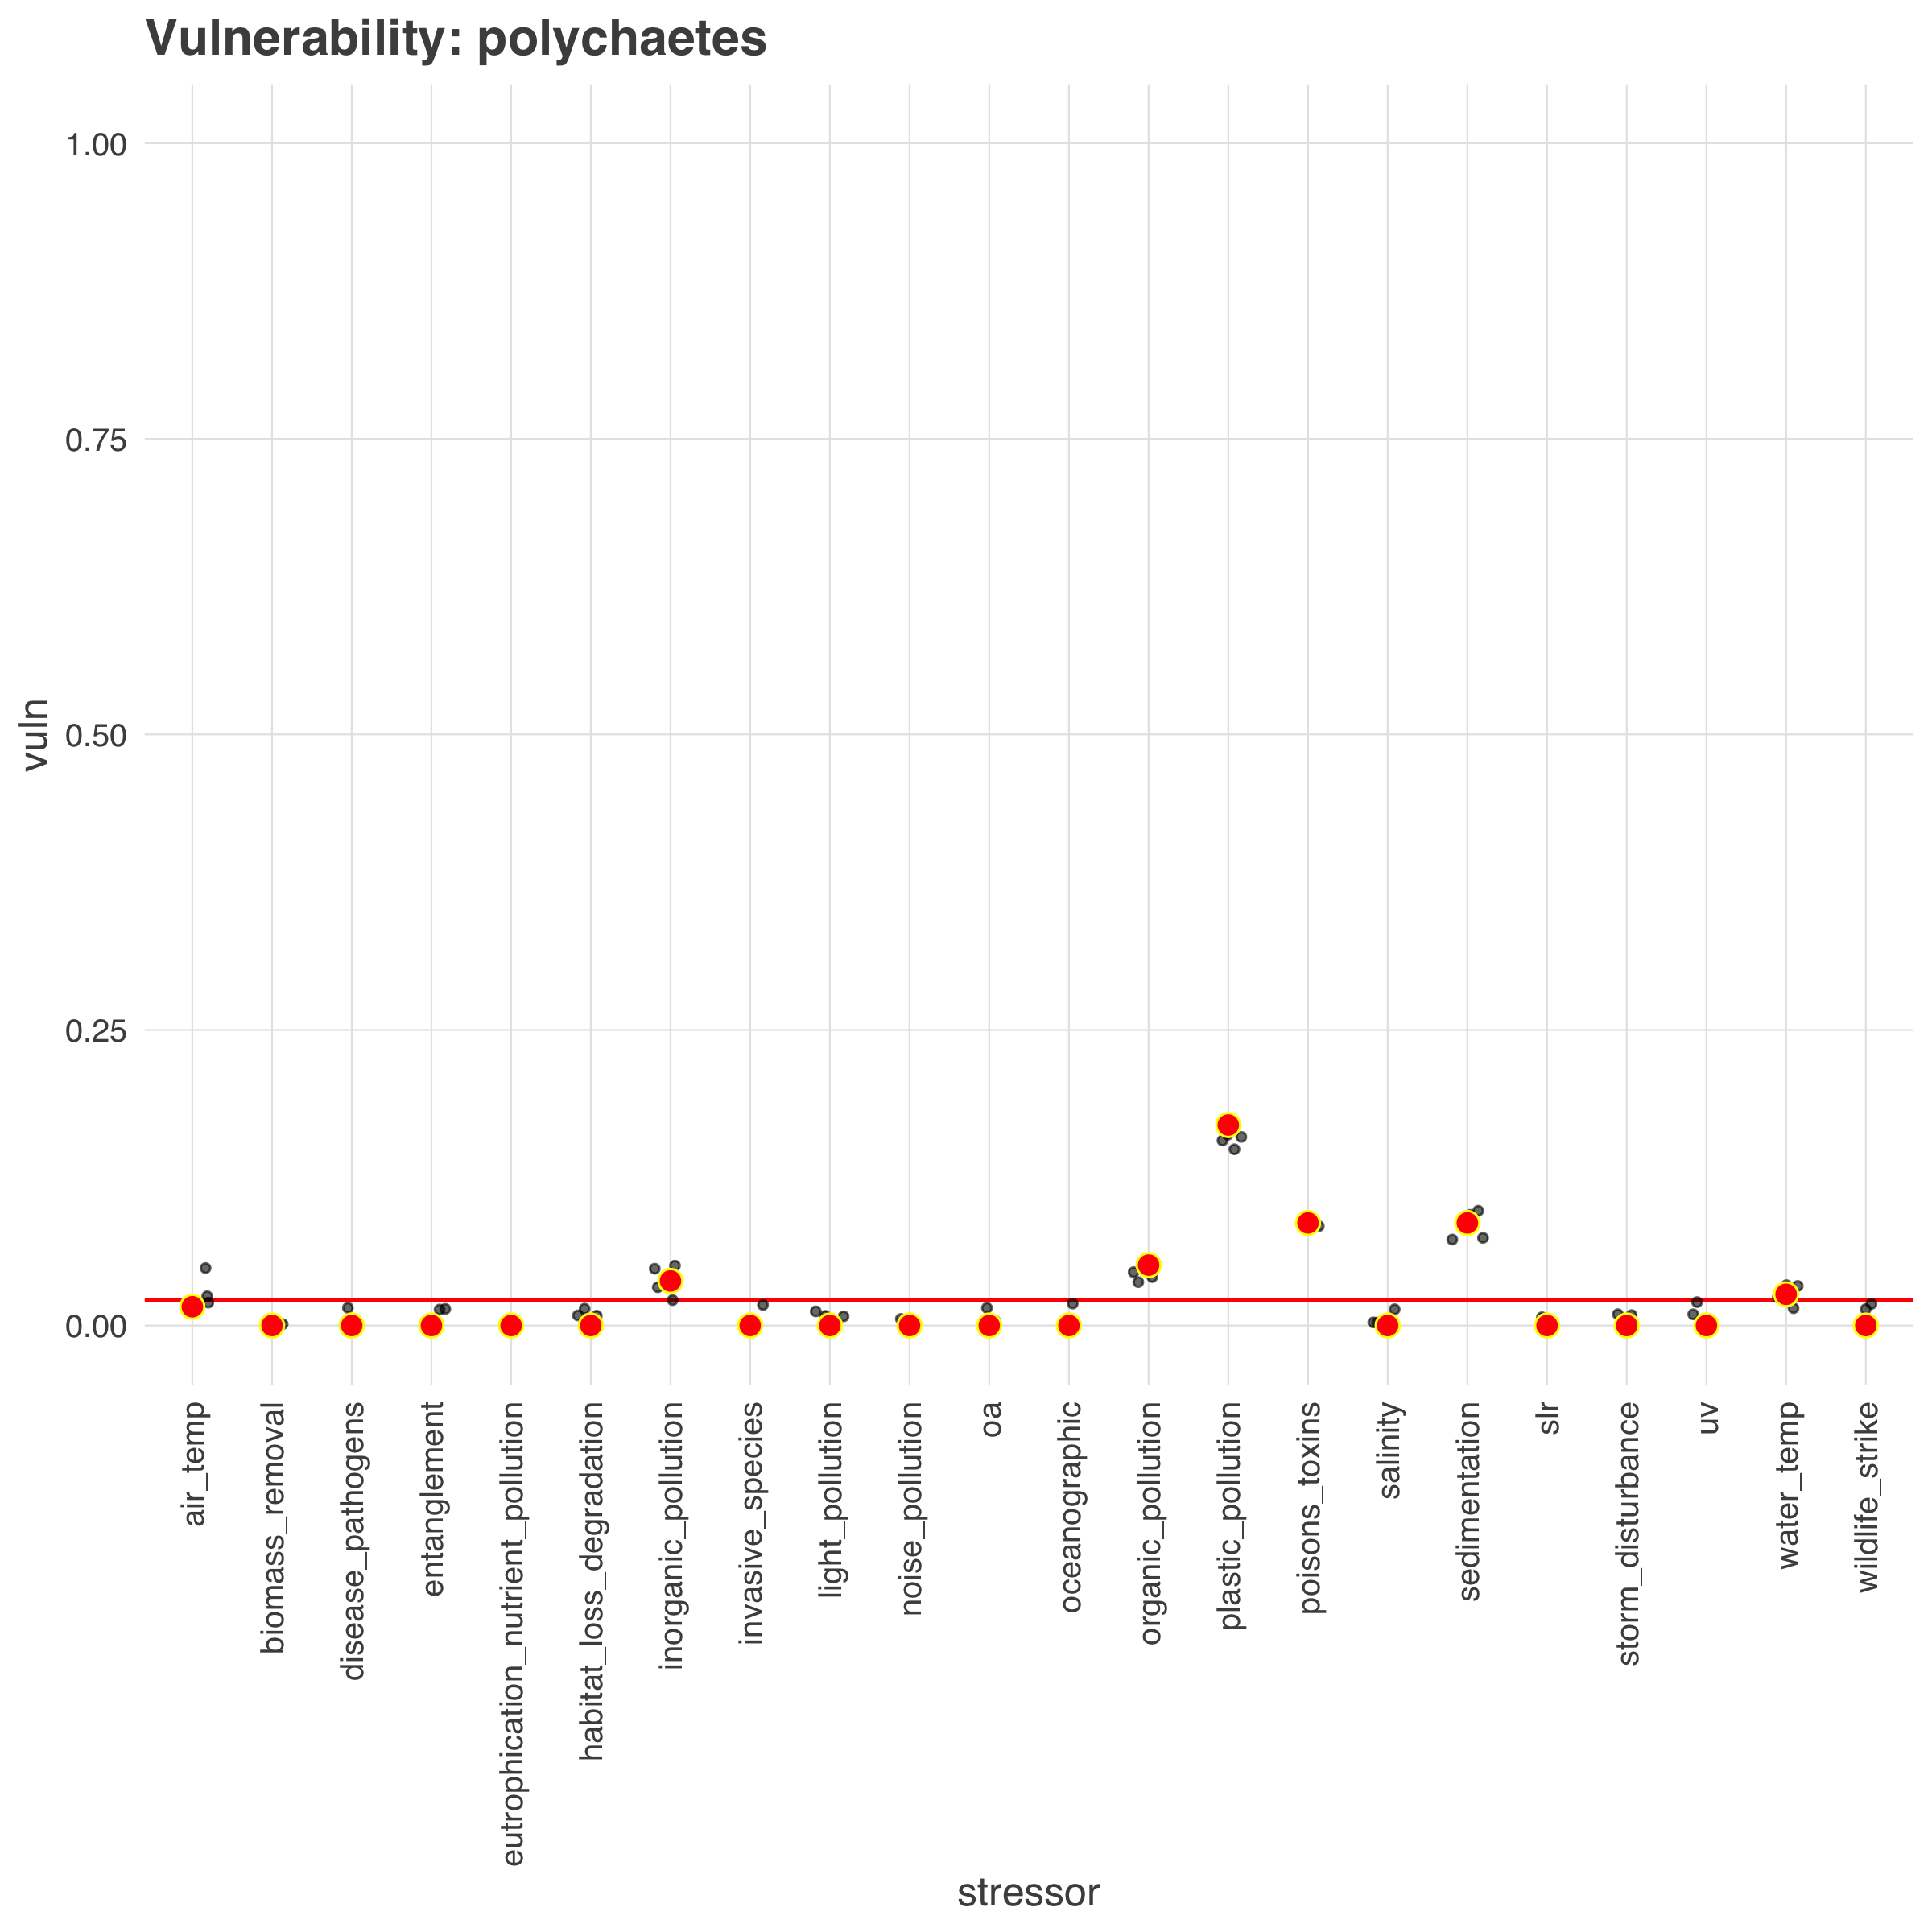 Vulnerability: polychaetes
1.00
0.75
0.50
0.25
0.00
vuln
air_temp
biomass_removal
disease_pathogens
entanglement
eutrophication_nutrient_pollution
habitat_loss_degradation
inorganic_pollution
invasive_species
light_pollution
noise_pollution
oa
oceanographic
organic_pollution
plastic_pollution
poisons_toxins
salinity
sedimentation
slr
storm_disturbance
uv
water_temp
wildlife_strike
stressor